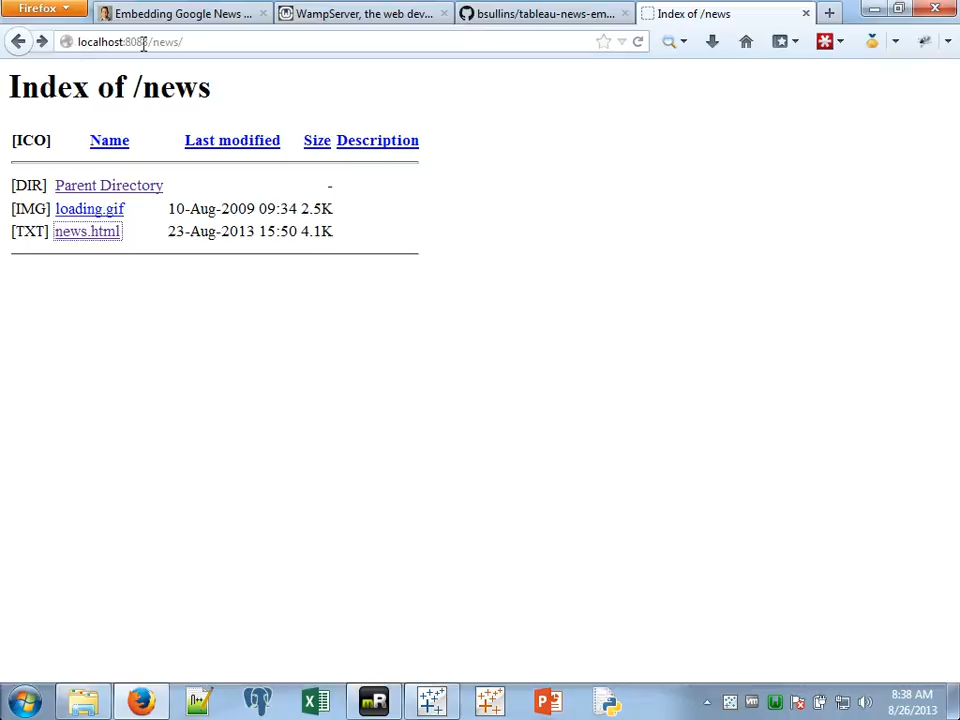 Firefox
Embedding Google News ...
WampServer, the web dev...
bsullins/tableau-news-em...
Index of /news
/news/
Index of /news
[ICO] Name Last modified Size Description
[DIR] Parent Directory -
[IMG] loading.gif 10-Aug-2009 09:34 2.5K
[TXT] news.html 23-Aug-2013 15:50 4.1K
mR
8:38 AM
8/26/2013